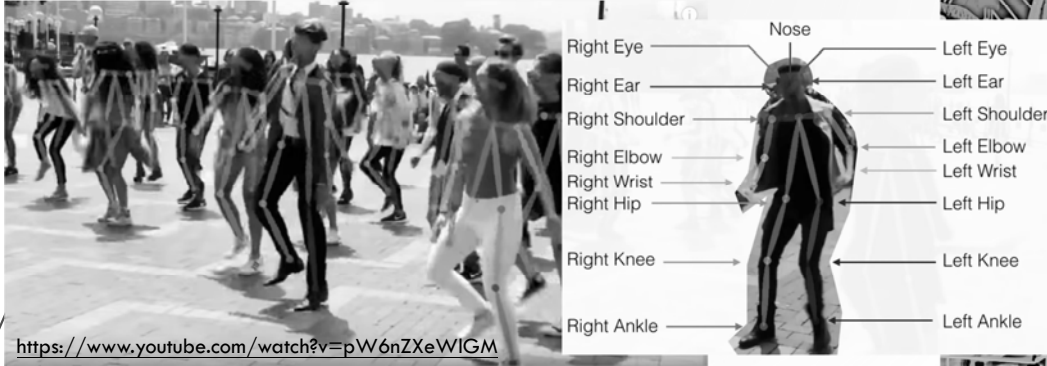 Nose
Right Eye
Left Eye
Right Ear
Left Ear
Right Shoulder
Left Shoulder
Right Elbow
Left Elbow
Right Wrist
Left Wrist
Right Hip
Left Hip
Right Knee
Left Knee
Right Ankle
Left Ankle
https://www.youtube.com/watch?v=pW6nZXeWlGM